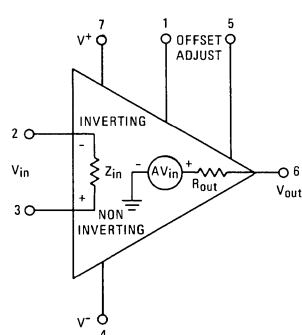 7
1
5
V+
OFFSET
ADJUST
INVERTING
2
-
Zin
-
AVin
+
Rout
6
Vin
Vout
3
+
NON
INVERTING
V-
4